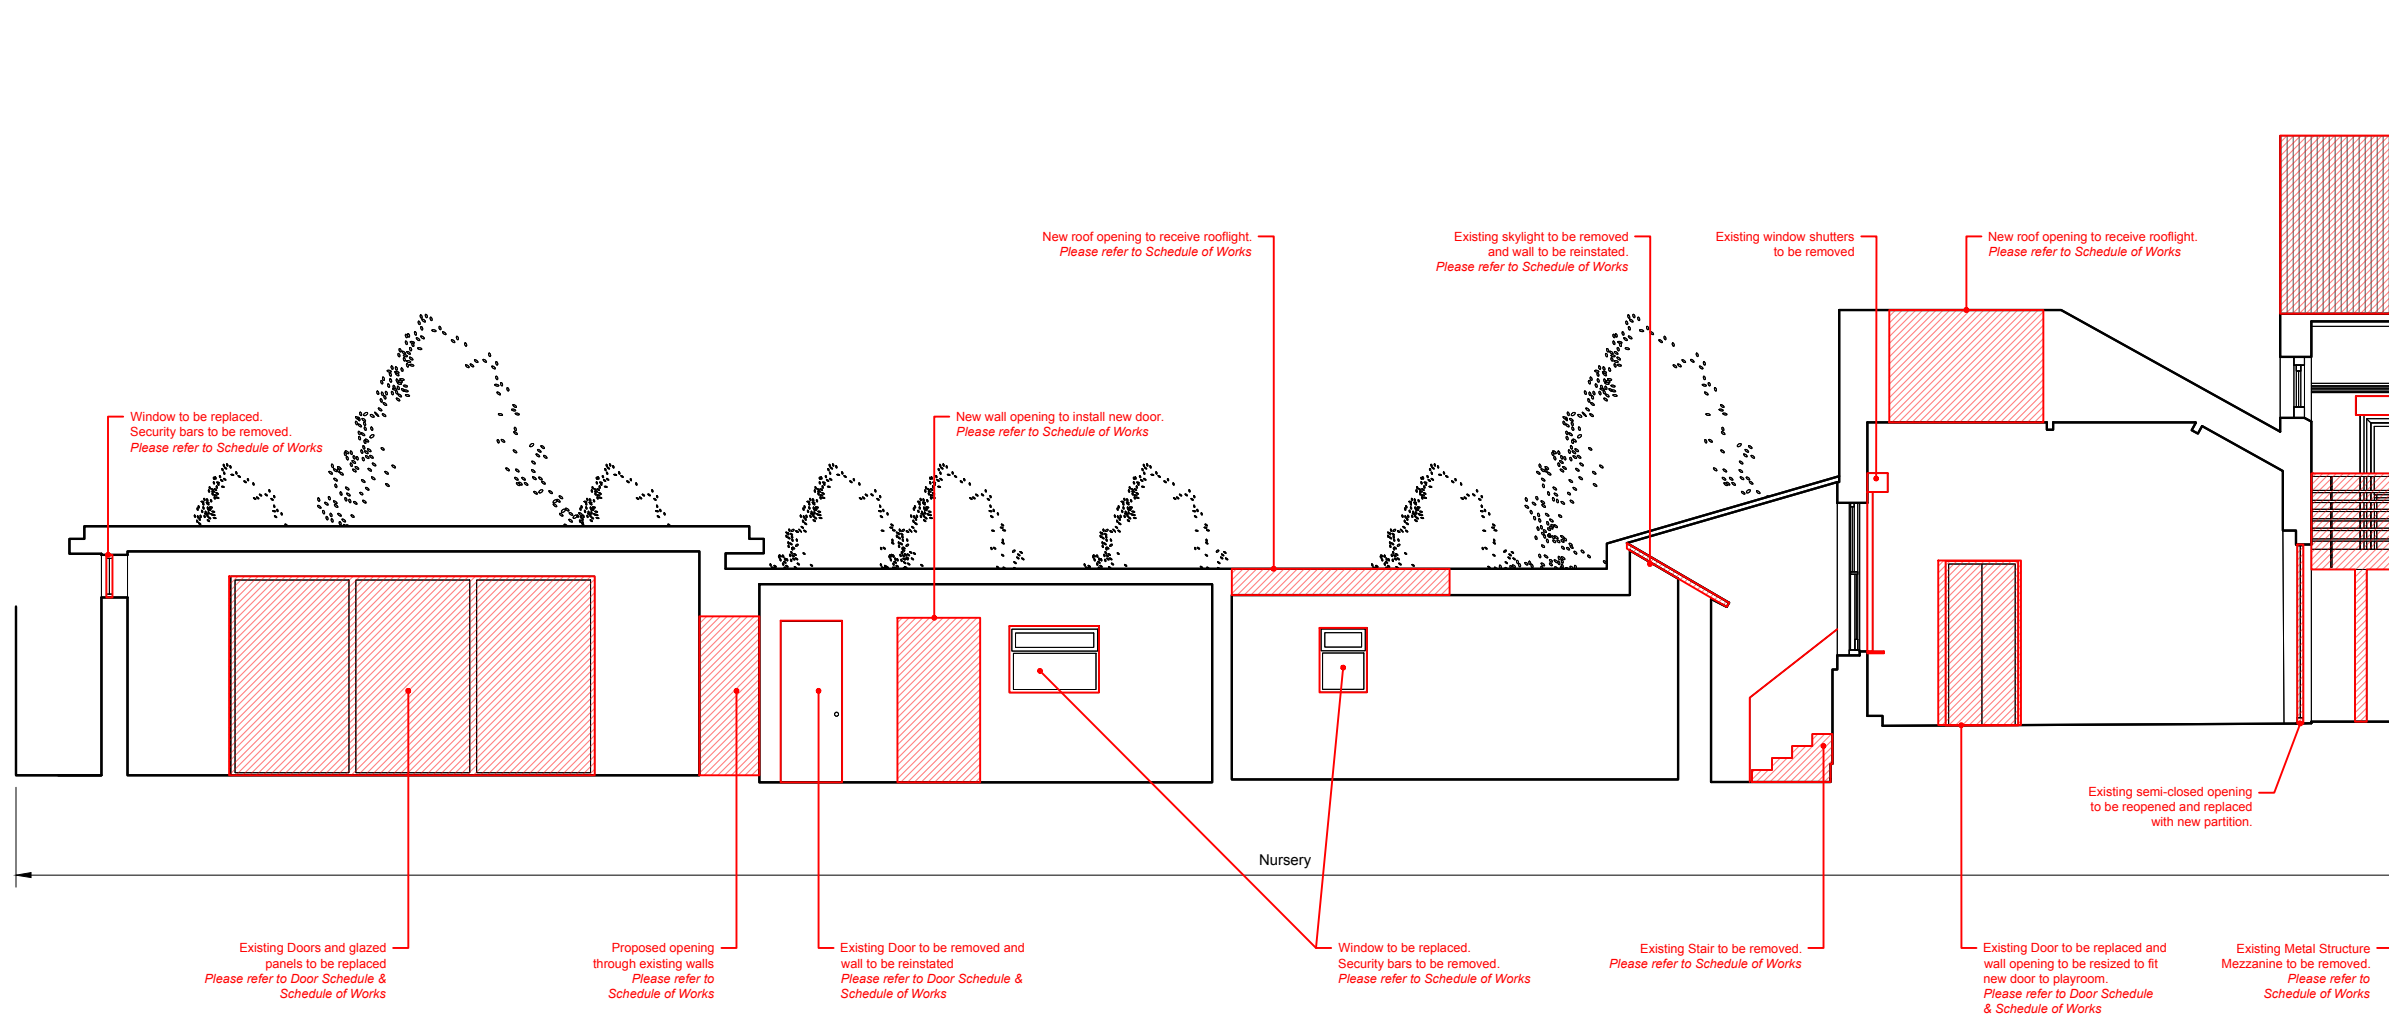 New roof opening to receive rooflight.
Please refer to Schedule of Works
Existing skylight to be removed
and wall to be reinstated.
Please refer to Schedule of Works
Existing window shutters
to be removed
New roof opening to receive rooflight.
Please refer to Schedule of Works
Window to be replaced.
Security bars to be removed.
Please refer to Schedule of Works
New wall opening to install new door.
Please refer to Schedule of Works
Existing semi-closed opening
to be reopened and replaced
with new partition.
Nursery
Existing Doors and glazed
panels to be replaced
Please refer to Door Schedule &
Schedule of Works
Proposed opening
through existing walls
Please refer to
Schedule of Works
Existing Door to be removed and
wall to be reinstated
Please refer to Door Schedule &
Schedule of Works
Window to be replaced.
Security bars to be removed.
Please refer to Schedule of Works
Existing Stair to be removed.
Please refer to Schedule of Works
Existing Door to be replaced and
wall opening to be resized to fit
new door to playroom.
Please refer to Door Schedule
& Schedule of Works
Existing Metal Structure
Mezzanine to be removed.
Please refer to
Schedule of Works